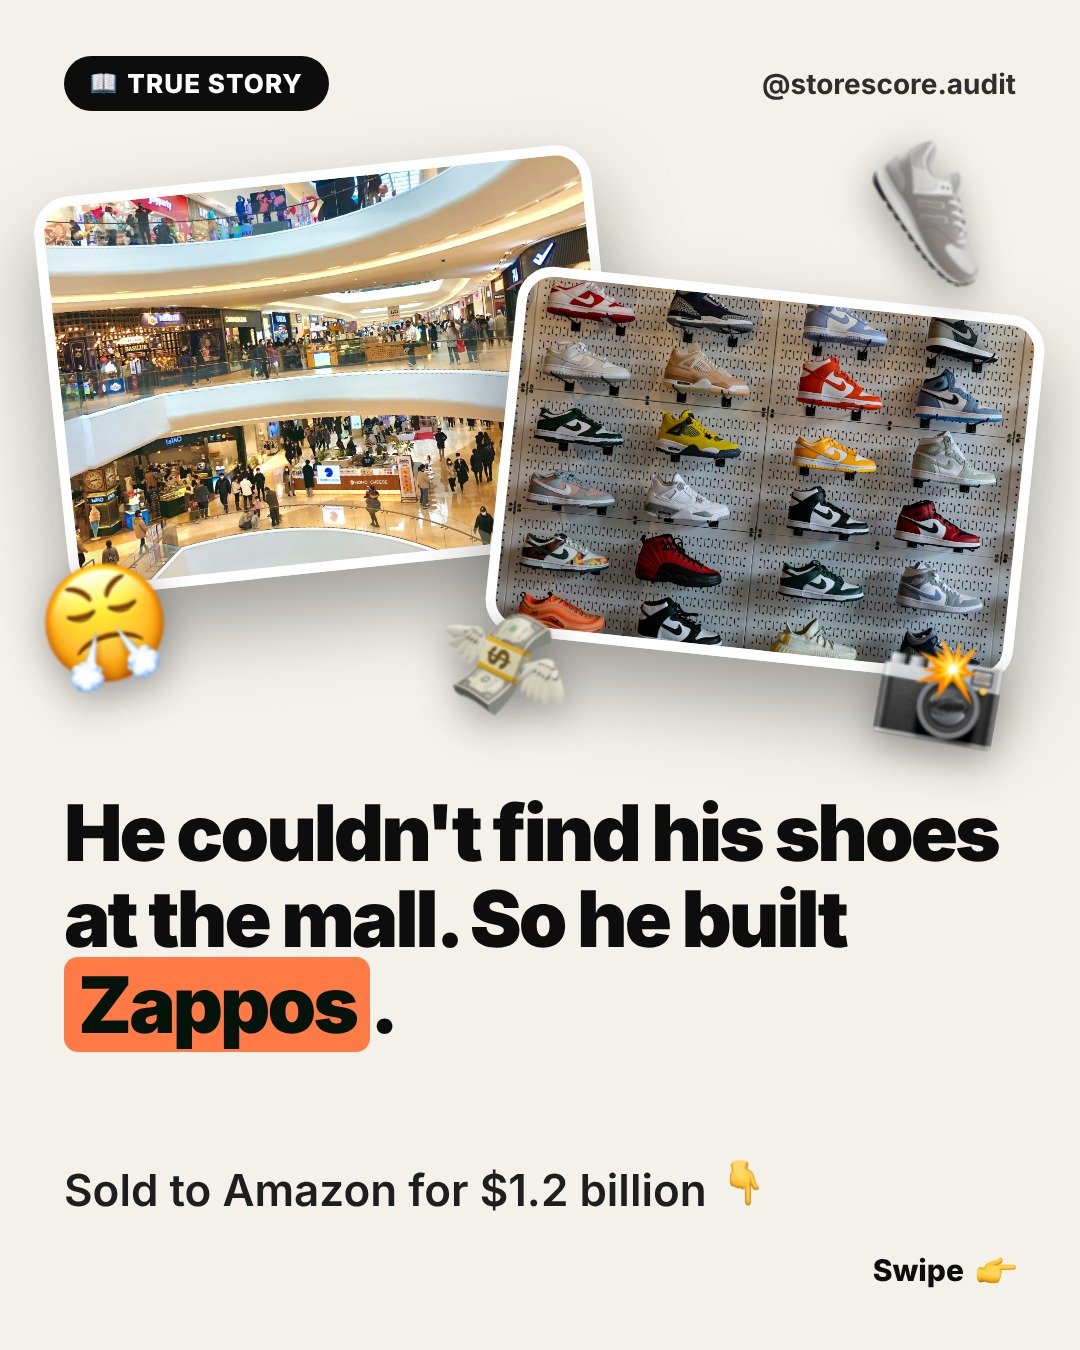 📖 TRUE STORY
@storescore.audit
He couldn't find his shoes
at the mall. So he built
Zappos.
Sold to Amazon for $1.2 billion 👇
Swipe 👉